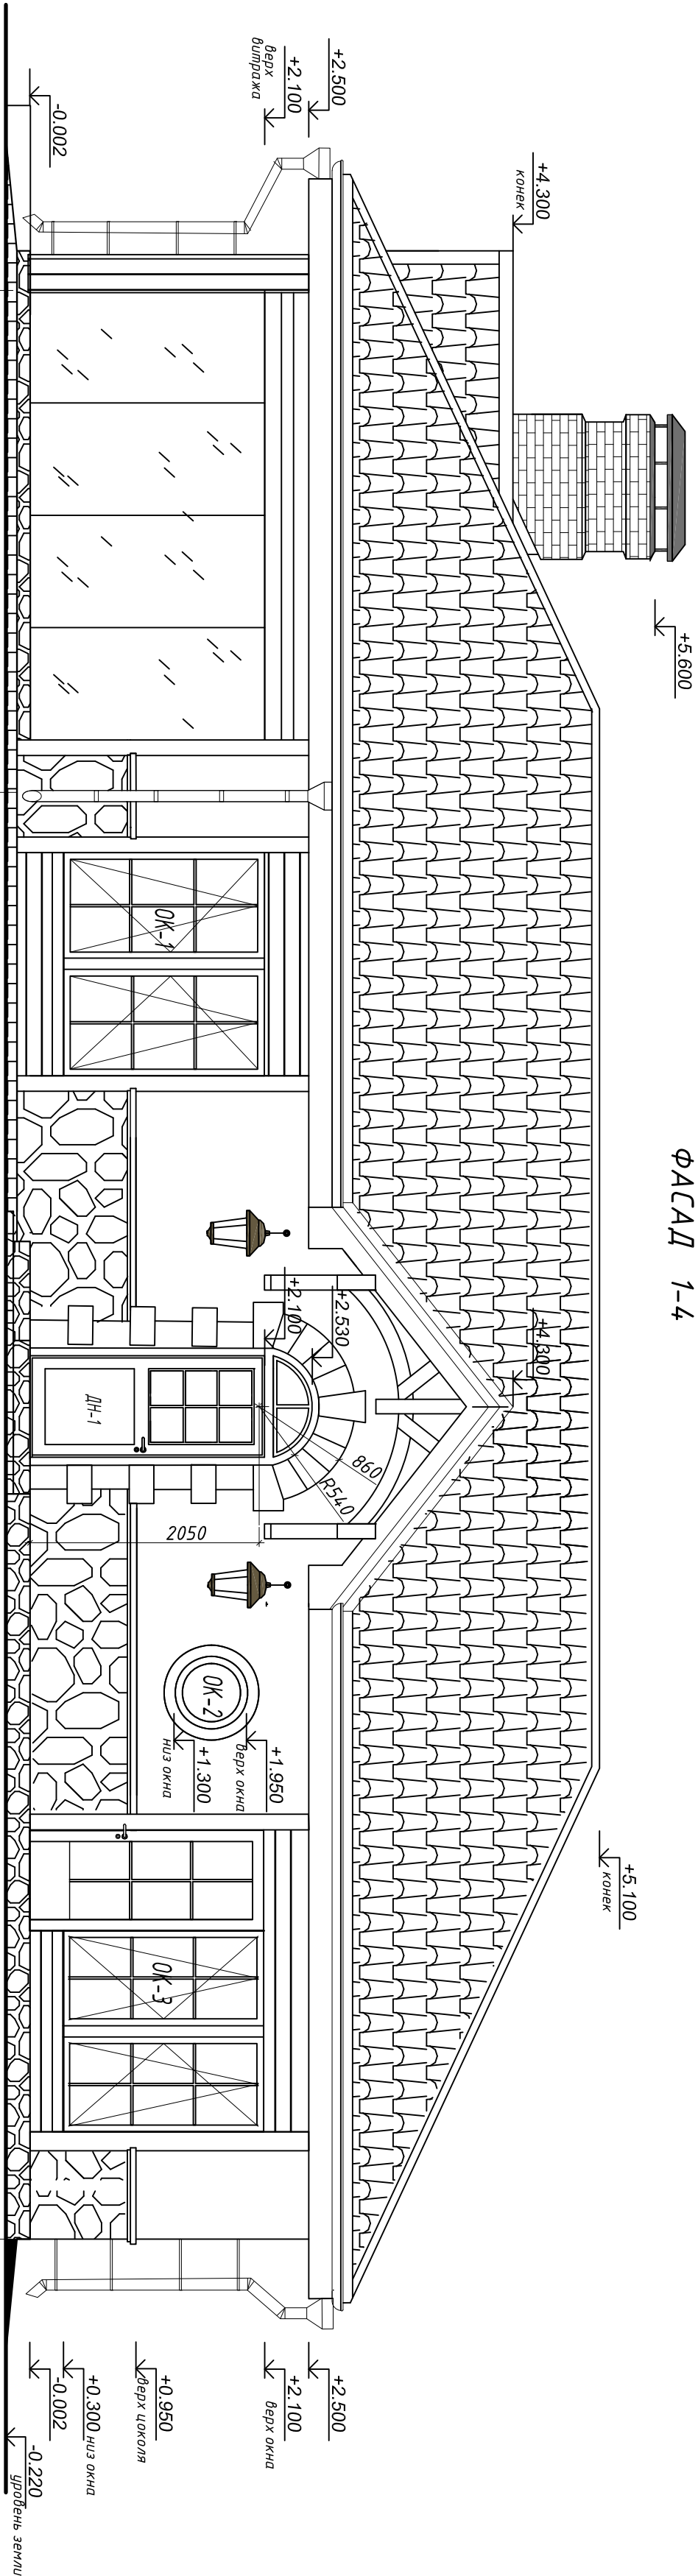 ФАСАД 1-4
+5.600
+4.300
конек
+5.100
конек
+4.300
+2.500
+2.100
верх
витража
-0.002
+2.530
+2.100
860
R540
2050
ДН-1
ОК-1
ОК-2
+1.950
верх окна
+1.300
низ окна
ОК-3
+2.500
+2.100
верх окна
+0.950
верх цоколя
+0.300 низ окна
-0.002
-0.220
уровень земли